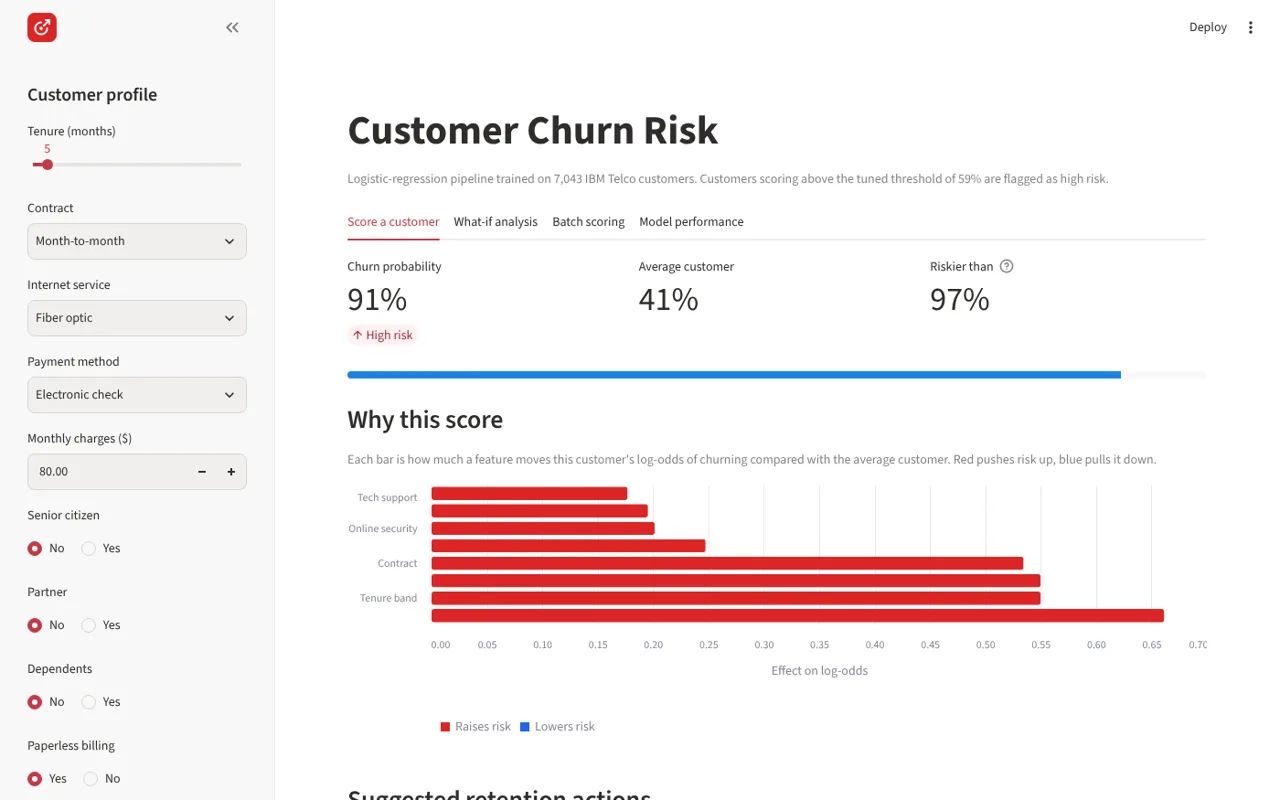 Deploy
Customer profile
Tenure (months)
5
Contract
Month-to-month
Internet service
Fiber optic
Payment method
Electronic check
Monthly charges ($)
80.00
Senior citizen
No Yes
Partner
No Yes
Dependents
No Yes
Paperless billing
Yes No
Customer Churn Risk
Logistic-regression pipeline trained on 7,043 IBM Telco customers. Customers scoring above the tuned threshold of 59% are flagged as high risk.
Score a customer What-if analysis Batch scoring Model performance
Churn probability Average customer Riskier than
91% 41% 97%
↑ High risk
Why this score
Each bar is how much a feature moves this customer's log-odds of churning compared with the average customer. Red pushes risk up, blue pulls it down.
Tech support
Online security
Contract
Tenure band
0.00 0.05 0.10 0.15 0.20 0.25 0.30 0.35 0.40 0.45 0.50 0.55 0.60 0.65 0.70
Effect on log-odds
Raises risk Lowers risk
Suggested retention actions